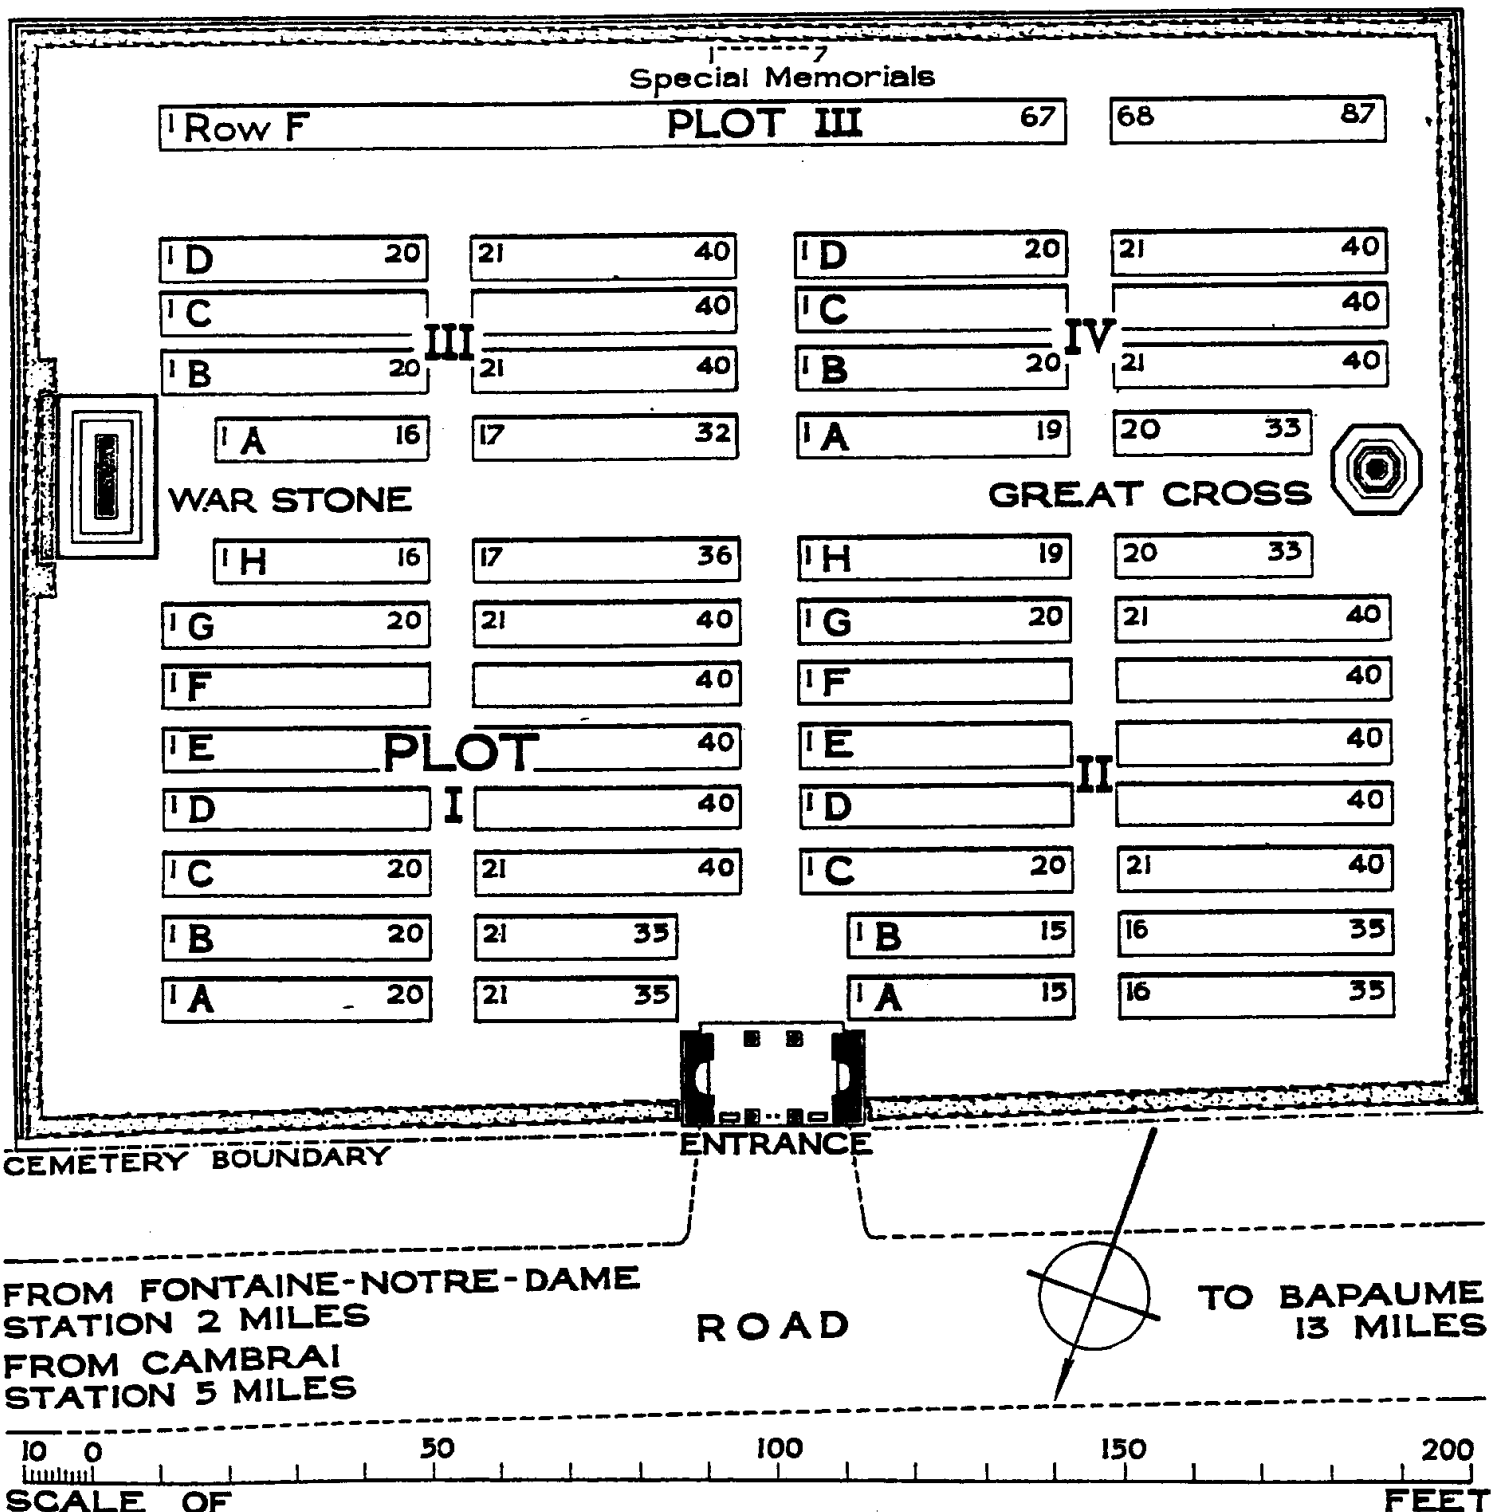 1 7
Special Memorials
1 Row F PLOT III 67 68 87
1 D 20 21 40 1 D 20 21 40
1 C 40 1 C 40
III IV
1 B 20 21 40 1 B 20 21 40
1 A 16 17 32 1 A 19 20 33
WAR STONE GREAT CROSS
1 H 16 17 36 1 H 19 20 33
1 G 20 21 40 1 G 20 21 40
1 F 40 1 F 40
1 E PLOT 40 1 E 40
II
1 D I 40 1 D 40
1 C 20 21 40 1 C 20 21 40
1 B 20 21 35 1 B 15 16 35
1 A 20 21 35 1 A 15 16 35
ENTRANCE
CEMETERY BOUNDARY
FROM FONTAINE-NOTRE-DAME
STATION 2 MILES
FROM CAMBRAI
STATION 5 MILES
ROAD
TO BAPAUME
13 MILES
10 0 50 100 150 200
SCALE OF FEET